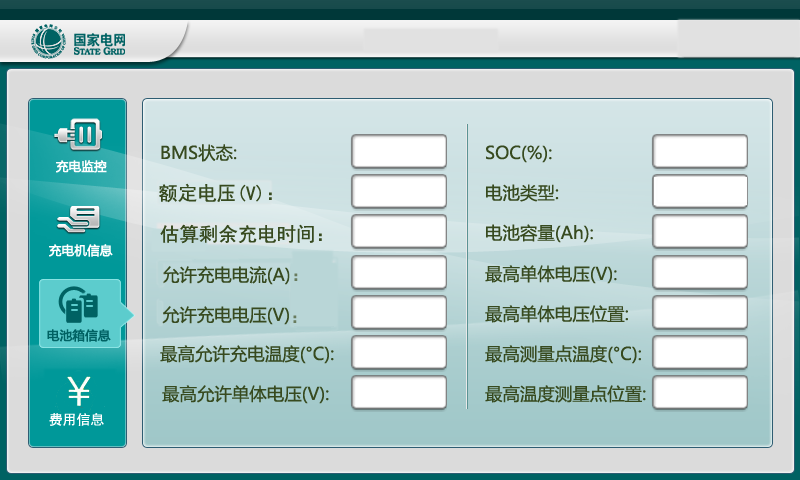 国家电网
STATE GRID
充电监控
充电机信息
电池箱信息
¥
费用信息
BMS状态:
额定电压(V)：
估算剩余充电时间：
允许充电电流(A)：
允许充电电压(V)：
最高允许充电温度(°C):
最高允许单体电压(V):
SOC(%):
电池类型:
电池容量(Ah):
最高单体电压(V):
最高单体电压位置:
最高测量点温度(°C):
最高温度测量点位置: